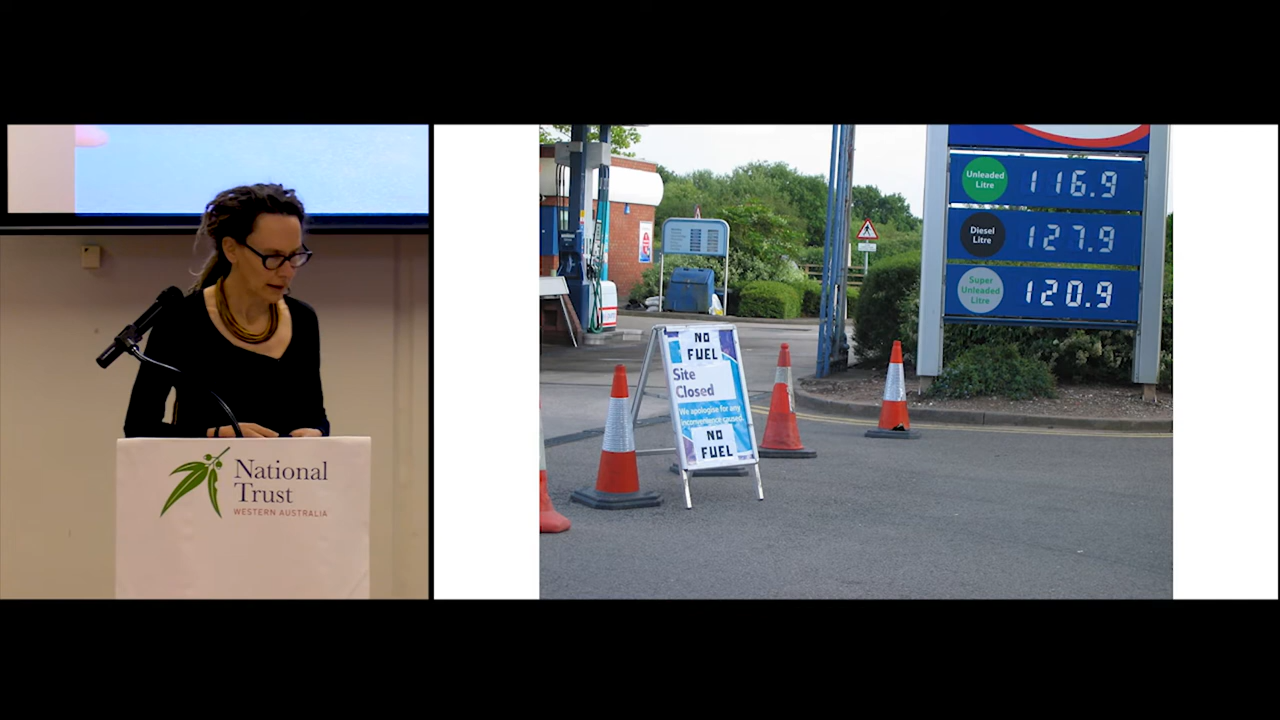 National
Trust
WESTERN AUSTRALIA
Unleaded
Litre
116.9
Diesel
Litre
127.9
Super
Unleaded
Litre
120.9
NO
FUEL
Site
Closed
We apologise for any
inconvenience caused.
NO
FUEL